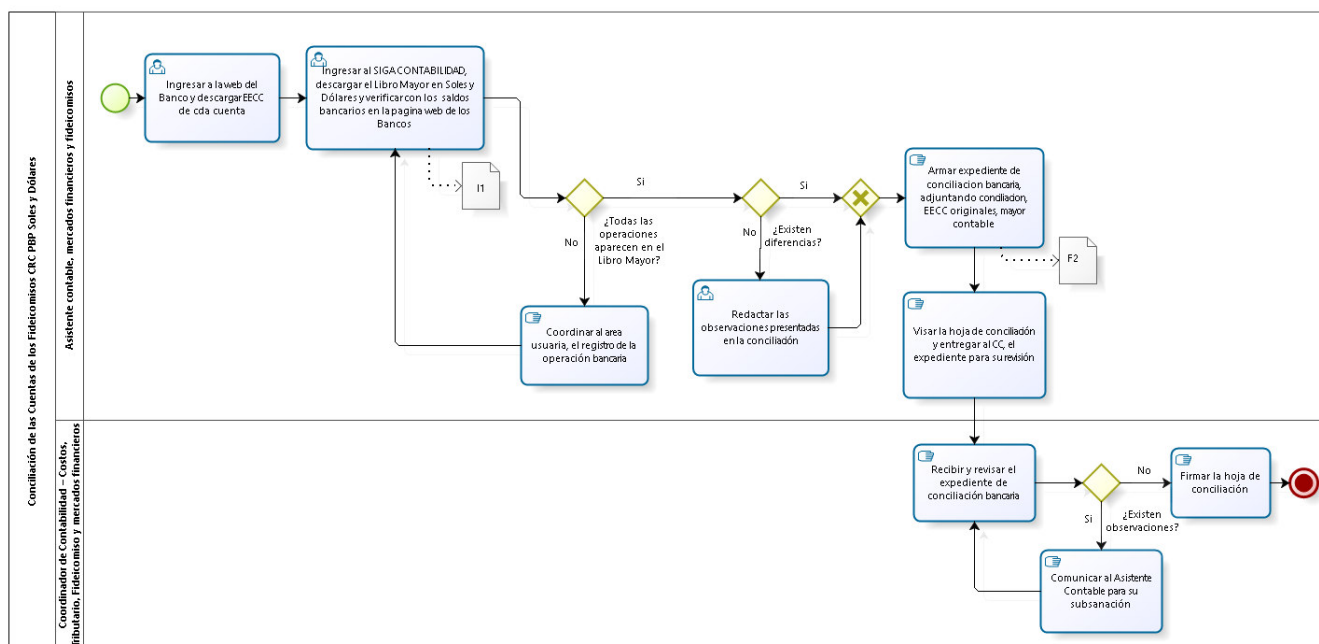 Conciliación de las Cuentas de los Fideicomisos CRC PBP Soles y Dólares
Asistente contable, mercados financieros y fideicomisos
Ingresar a la web del
Banco y descargar EECC
de cda cuenta
Ingresar al SIGA CONTABILIDAD,
descargar el Libro Mayor en Soles y
Dólares y verificar con los saldos
bancarios en la pagina web de los
Bancos
I1
Si
¿Todas las
operaciones
aparecen en el
Libro Mayor?
No
Coordinar al area
usuaria, el registro de la
operación bancaria
Si
¿Existen
diferencias?
No
Redactar las
observaciones presentadas
en la conciliación
Armar expediente de
conciliacion bancaria,
adjuntando conciliacion,
EECC originales, mayor
contable
F2
Visar la hoja de conciliación
y entregar al CC, el
expediente para su revisión
Coordinador de Contabilidad – Costos,
Tributario, Fideicomiso y mercados financieros
Recibir y revisar el
expediente de
conciliación bancaria
No
¿Existen
observaciones?
Si
Firmar la hoja de
conciliación
Comunicar al Asistente
Contable para su
subsanación